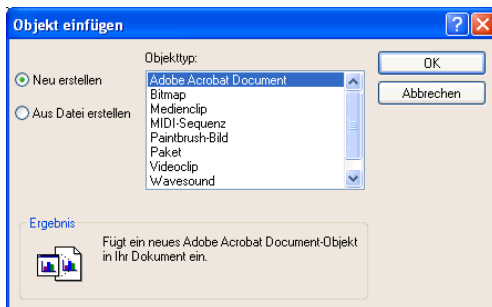 Objekt einfügen
Objekttyp:
Neu erstellen
Aus Datei erstellen
Adobe Acrobat Document
Bitmap
Medienclip
MIDI-Sequenz
Paintbrush-Bild
Paket
Videoclip
Wavesound
OK
Abbrechen
Ergebnis
Fügt ein neues Adobe Acrobat Document-Objekt
in Ihr Dokument ein.